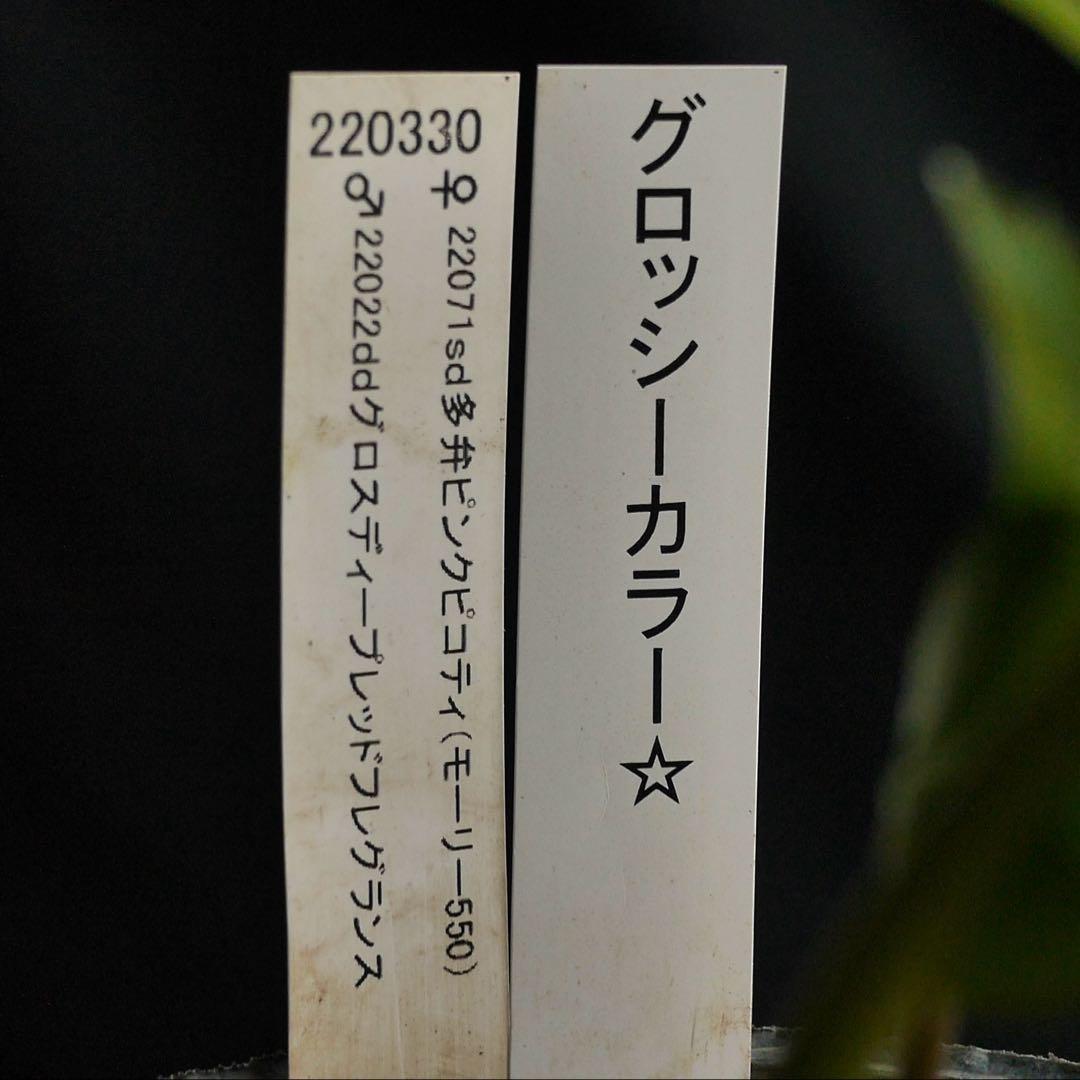 220330
♀22071sd多弁ピンクピコティ(モーリー550)
♂22022ddグロスディープレッドフレグランス
グロッシーカラー☆